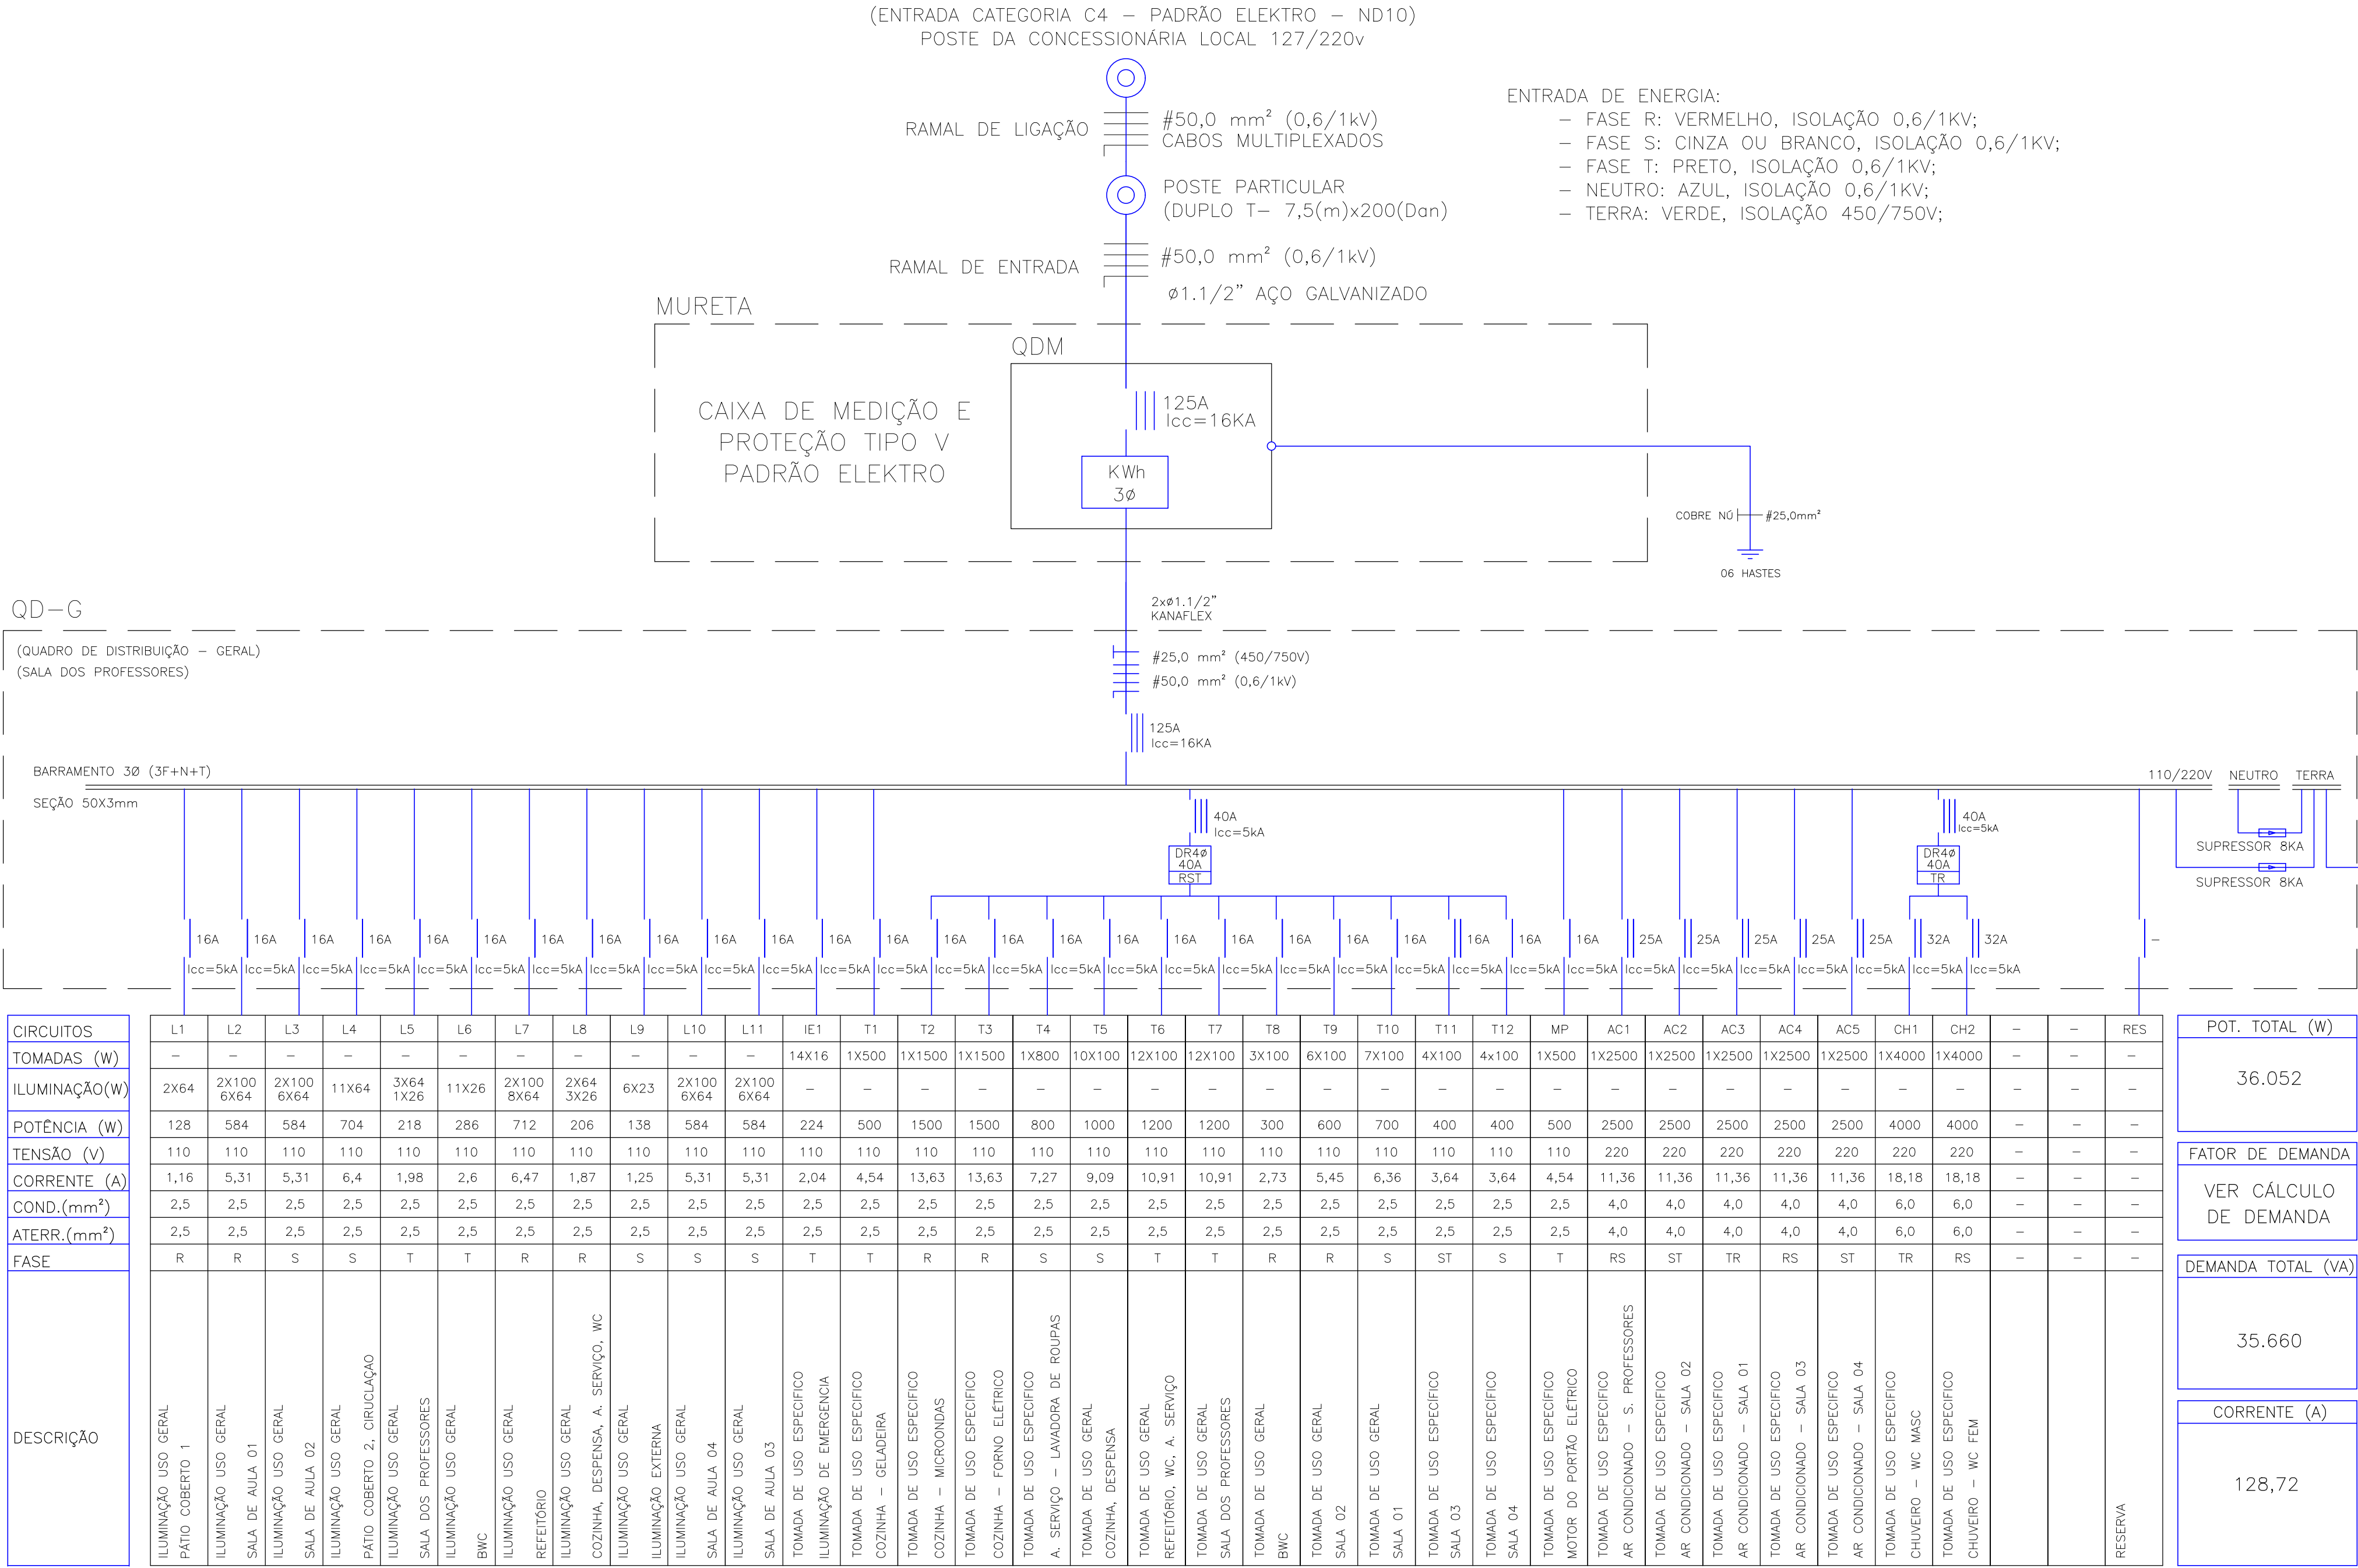 (ENTRADA CATEGORIA C4 – PADRÃO ELEKTRO – ND10)
POSTE DA CONCESSIONÁRIA LOCAL 127/220v
RAMAL DE LIGAÇÃO
#50,0 mm² (0,6/1kV)
CABOS MULTIPLEXADOS
POSTE PARTICULAR
(DUPLO T– 7,5(m)x200(Dan)
RAMAL DE ENTRADA
#50,0 mm² (0,6/1kV)
ø1.1/2” AÇO GALVANIZADO
ENTRADA DE ENERGIA:
– FASE R: VERMELHO, ISOLAÇÃO 0,6/1KV;
– FASE S: CINZA OU BRANCO, ISOLAÇÃO 0,6/1KV;
– FASE T: PRETO, ISOLAÇÃO 0,6/1KV;
– NEUTRO: AZUL, ISOLAÇÃO 0,6/1KV;
– TERRA: VERDE, ISOLAÇÃO 450/750V;
MURETA
QDM
CAIXA DE MEDIÇÃO E
PROTEÇÃO TIPO V
PADRÃO ELEKTRO
125A
Icc=16KA
KWh
3ø
COBRE NÚ #25,0mm²
06 HASTES
2xø1.1/2”
KANAFLEX
QD–G
(QUADRO DE DISTRIBUIÇÃO – GERAL)
(SALA DOS PROFESSORES)
#25,0 mm² (450/750V)
#50,0 mm² (0,6/1kV)
125A
Icc=16KA
BARRAMENTO 3Ø (3F+N+T)
SEÇÃO 50X3mm
110/220V NEUTRO TERRA
40A
Icc=5kA
DR4ø
40A
RST
40A
Icc=5kA
DR4ø
40A
TR
SUPRESSOR 8KA
SUPRESSOR 8KA
16A 16A 16A 16A 16A 16A 16A 16A 16A 16A 16A 16A 16A 16A 16A 16A 16A 16A 16A 16A 16A 16A 16A 16A 16A 25A 25A 25A 25A 25A 32A 32A –
Icc=5kA Icc=5kA Icc=5kA Icc=5kA Icc=5kA Icc=5kA Icc=5kA Icc=5kA Icc=5kA Icc=5kA Icc=5kA Icc=5kA Icc=5kA Icc=5kA Icc=5kA Icc=5kA Icc=5kA Icc=5kA Icc=5kA Icc=5kA Icc=5kA Icc=5kA Icc=5kA Icc=5kA Icc=5kA Icc=5kA Icc=5kA Icc=5kA Icc=5kA Icc=5kA Icc=5kA Icc=5kA
CIRCUITOS L1 L2 L3 L4 L5 L6 L7 L8 L9 L10 L11 IE1 T1 T2 T3 T4 T5 T6 T7 T8 T9 T10 T11 T12 MP AC1 AC2 AC3 AC4 AC5 CH1 CH2 – – RES
TOMADAS (W) – – – – – – – – – – – 14X16 1X500 1X1500 1X1500 1X800 10X100 12X100 12X100 3X100 6X100 7X100 4X100 4x100 1X500 1X2500 1X2500 1X2500 1X2500 1X2500 1X4000 1X4000 – – –
ILUMINAÇÃO(W) 2X64 2X100 6X64 2X100 6X64 11X64 3X64 1X26 11X26 2X100 8X64 2X64 3X26 6X23 2X100 6X64 2X100 6X64 – – – – – – – – – – – – – – – – – – – – – – – –
POTÊNCIA (W) 128 584 584 704 218 286 712 206 138 584 584 224 500 1500 1500 800 1000 1200 1200 300 600 700 400 400 500 2500 2500 2500 2500 2500 4000 4000 – – –
TENSÃO (V) 110 110 110 110 110 110 110 110 110 110 110 110 110 110 110 110 110 110 110 110 110 110 110 110 110 220 220 220 220 220 220 220 – – –
CORRENTE (A) 1,16 5,31 5,31 6,4 1,98 2,6 6,47 1,87 1,25 5,31 5,31 2,04 4,54 13,63 13,63 7,27 9,09 10,91 10,91 2,73 5,45 6,36 3,64 3,64 4,54 11,36 11,36 11,36 11,36 11,36 18,18 18,18 – – –
COND.(mm²) 2,5 2,5 2,5 2,5 2,5 2,5 2,5 2,5 2,5 2,5 2,5 2,5 2,5 2,5 2,5 2,5 2,5 2,5 2,5 2,5 2,5 2,5 2,5 2,5 2,5 4,0 4,0 4,0 4,0 4,0 6,0 6,0 – – –
ATERR.(mm²) 2,5 2,5 2,5 2,5 2,5 2,5 2,5 2,5 2,5 2,5 2,5 2,5 2,5 2,5 2,5 2,5 2,5 2,5 2,5 2,5 2,5 2,5 2,5 2,5 2,5 4,0 4,0 4,0 4,0 4,0 6,0 6,0 – – –
FASE R R S S T T R R S S S T T R R S S T T R R S ST S T RS ST TR RS ST TR RS – – –
DESCRIÇÃO
ILUMINAÇÃO USO GERAL
PÁTIO COBERTO 1
ILUMINAÇÃO USO GERAL
SALA DE AULA 01
ILUMINAÇÃO USO GERAL
SALA DE AULA 02
ILUMINAÇÃO USO GERAL
PÁTIO COBERTO 2, CIRUCLAÇAO
ILUMINAÇÃO USO GERAL
SALA DOS PROFESSORES
ILUMINAÇÃO USO GERAL
BWC
ILUMINAÇÃO USO GERAL
REFEITÓRIO
ILUMINAÇÃO USO GERAL
COZINHA, DESPENSA, A. SERVIÇO, WC
ILUMINAÇÃO USO GERAL
ILUMINAÇÃO EXTERNA
ILUMINAÇÃO USO GERAL
SALA DE AULA 04
ILUMINAÇÃO USO GERAL
SALA DE AULA 03
TOMADA DE USO ESPECIFICO
ILUMINAÇÃO DE EMERGENCIA
TOMADA DE USO ESPECIFICO
COZINHA – GELADEIRA
TOMADA DE USO ESPECIFICO
COZINHA – MICROONDAS
TOMADA DE USO ESPECIFICO
COZINHA – FORNO ELÉTRICO
TOMADA DE USO ESPECIFICO
A. SERVIÇO – LAVADORA DE ROUPAS
TOMADA DE USO GERAL
COZINHA, DESPENSA
TOMADA DE USO GERAL
REFEITÓRIO, WC, A. SERVIÇO
TOMADA DE USO GERAL
SALA DOS PROFESSORES
TOMADA DE USO GERAL
BWC
TOMADA DE USO GERAL
SALA 02
TOMADA DE USO GERAL
SALA 01
TOMADA DE USO ESPECÍFICO
SALA 03
TOMADA DE USO ESPECIFICO
SALA 04
TOMADA DE USO ESPECIFICO
MOTOR DO PORTÃO ELÉTRICO
TOMADA DE USO ESPECIFICO
AR CONDICIONADO – S. PROFESSORES
TOMADA DE USO ESPECIFICO
AR CONDICIONADO – SALA 02
TOMADA DE USO ESPECIFICO
AR CONDICIONADO – SALA 01
TOMADA DE USO ESPECIFICO
AR CONDICIONADO – SALA 03
TOMADA DE USO ESPECIFICO
AR CONDICIONADO – SALA 04
TOMADA DE USO ESPECIFICO
CHUVEIRO – WC MASC
TOMADA DE USO ESPECIFICO
CHUVEIRO – WC FEM
RESERVA
POT. TOTAL (W)
36.052
FATOR DE DEMANDA
VER CÁLCULO
DE DEMANDA
DEMANDA TOTAL (VA)
35.660
CORRENTE (A)
128,72